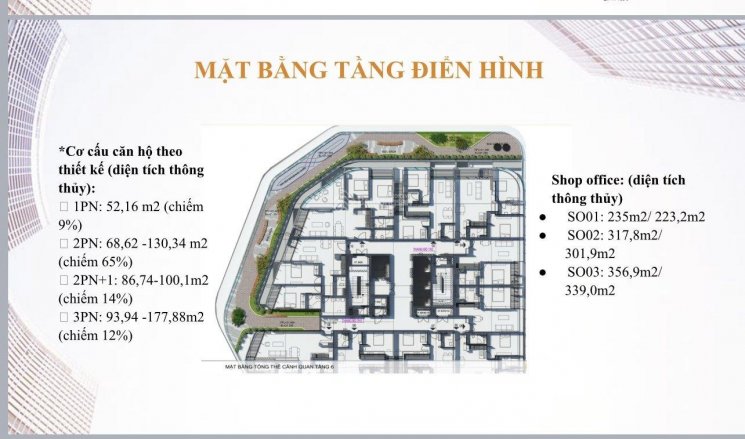 MẶT BẰNG TẦNG ĐIỂN HÌNH
*Cơ cấu căn hộ theo
thiết kế (diện tích thông
thủy):
□ 1PN: 52,16 m2 (chiếm
9%)
□ 2PN: 68,62 -130,34 m2
(chiếm 65%)
□ 2PN+1: 86,74-100,1m2
(chiếm 14%)
□ 3PN: 93,94 -177,88m2
(chiếm 12%)
MẶT BẰNG TỔNG THỂ CẢNH QUAN TẦNG 6
Shop office: (diện tích
thông thủy)
● SO01: 235m2/ 223,2m2
● SO02: 317,8m2/
301,9m2
● SO03: 356,9m2/
339,0m2